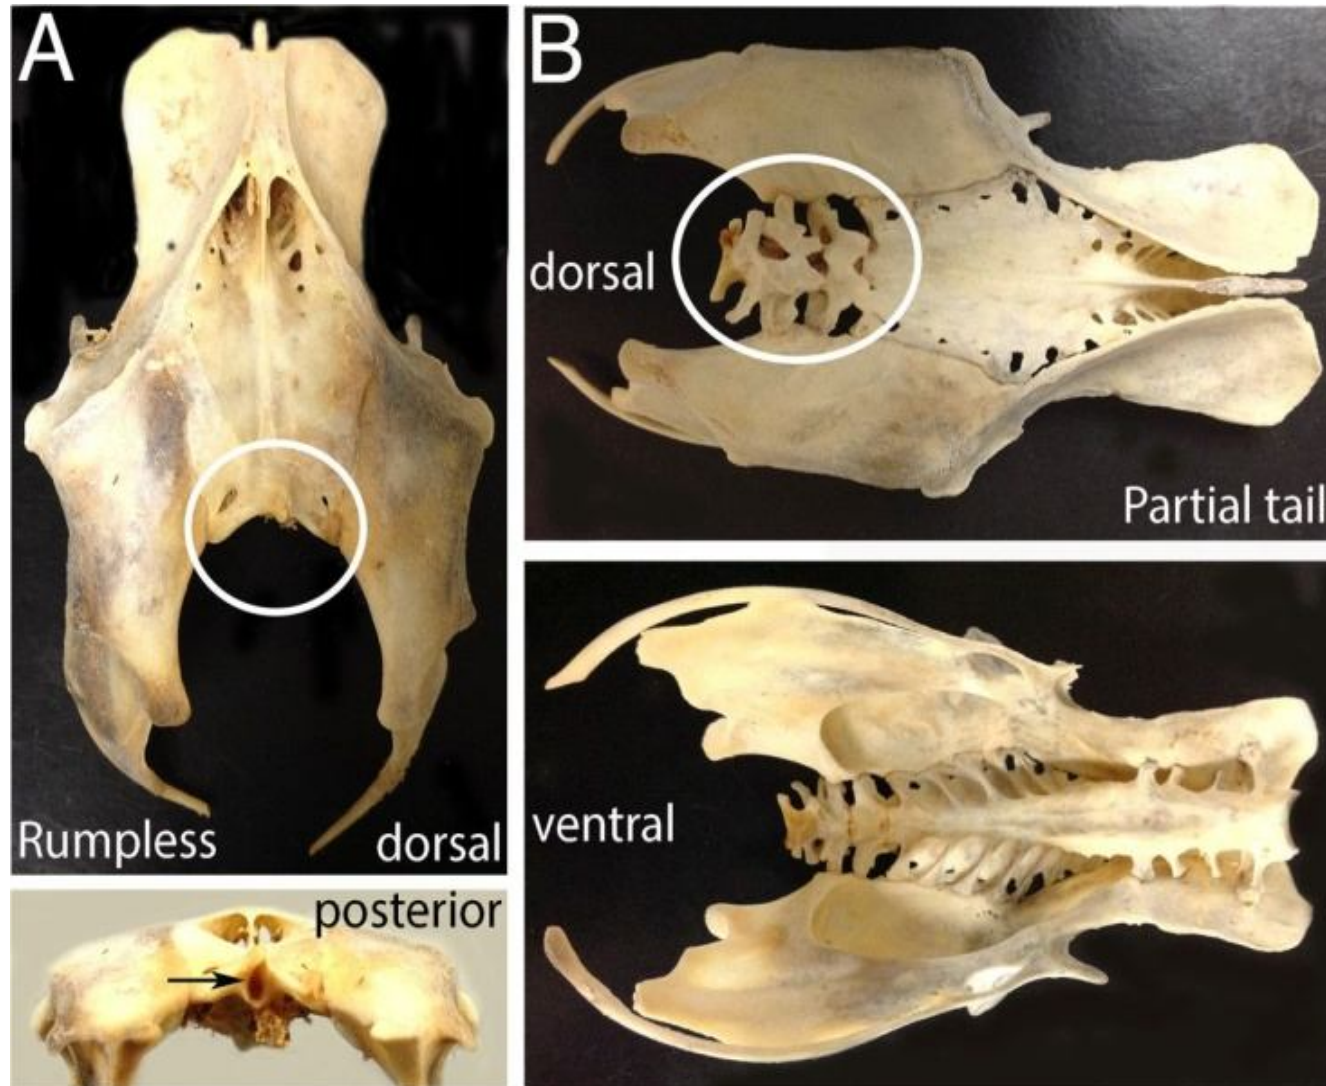 A
Rumpless
dorsal
posterior
B
dorsal
Partial tail
ventral